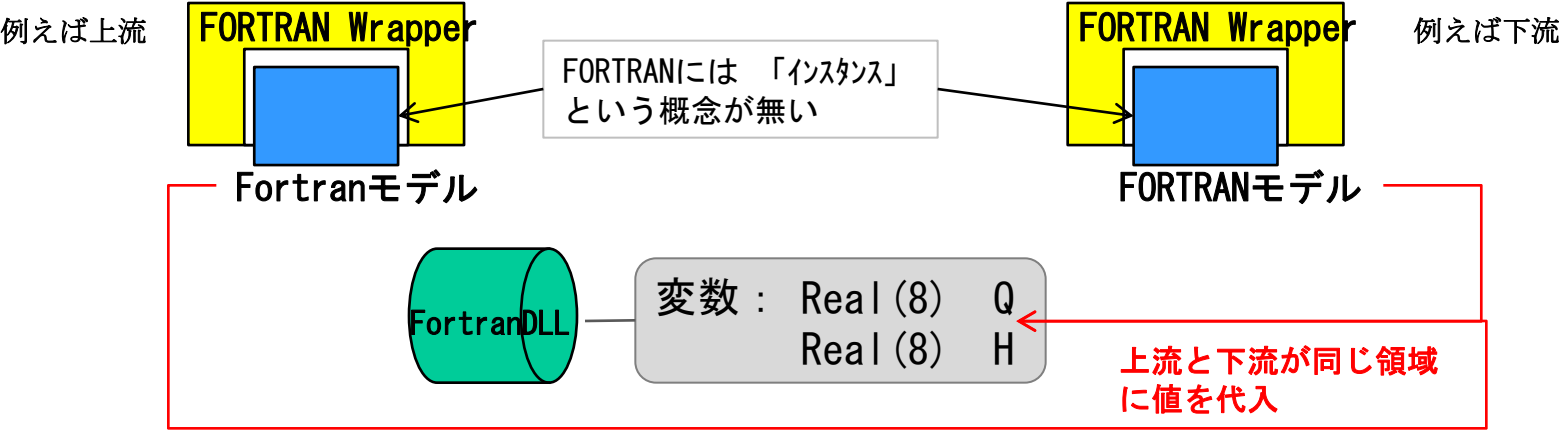 例えば上流
FORTRAN Wrapper
FORTRANには 「ｲﾝｽﾀﾝｽ」
という概念が無い
FORTRAN Wrapper
例えば下流
Fortranモデル
FORTRANモデル
FortranDLL
変数： Real(8) Q
Real(8) H
上流と下流が同じ領域
に値を代入